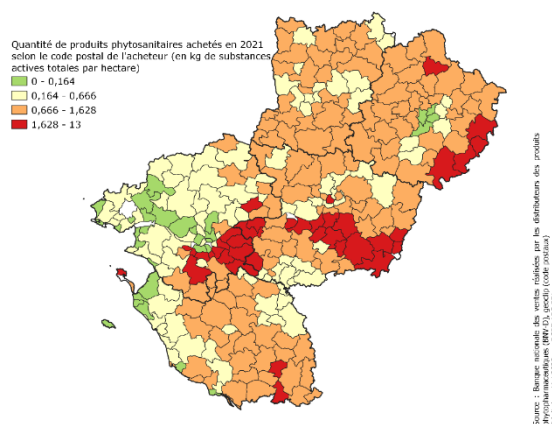 Quantité de produits phytosanitaires achetés en 2021
selon le code postal de l'acheteur (en kg de substances
actives totales par hectare)
0 - 0,164
0,164 - 0,666
0,666 - 1,628
1,628 - 13
Source : Banque nationale des ventes réalisées par les distributeurs des produits
phytopharmaceutiques (BNV-D), geoclip (code postaux)